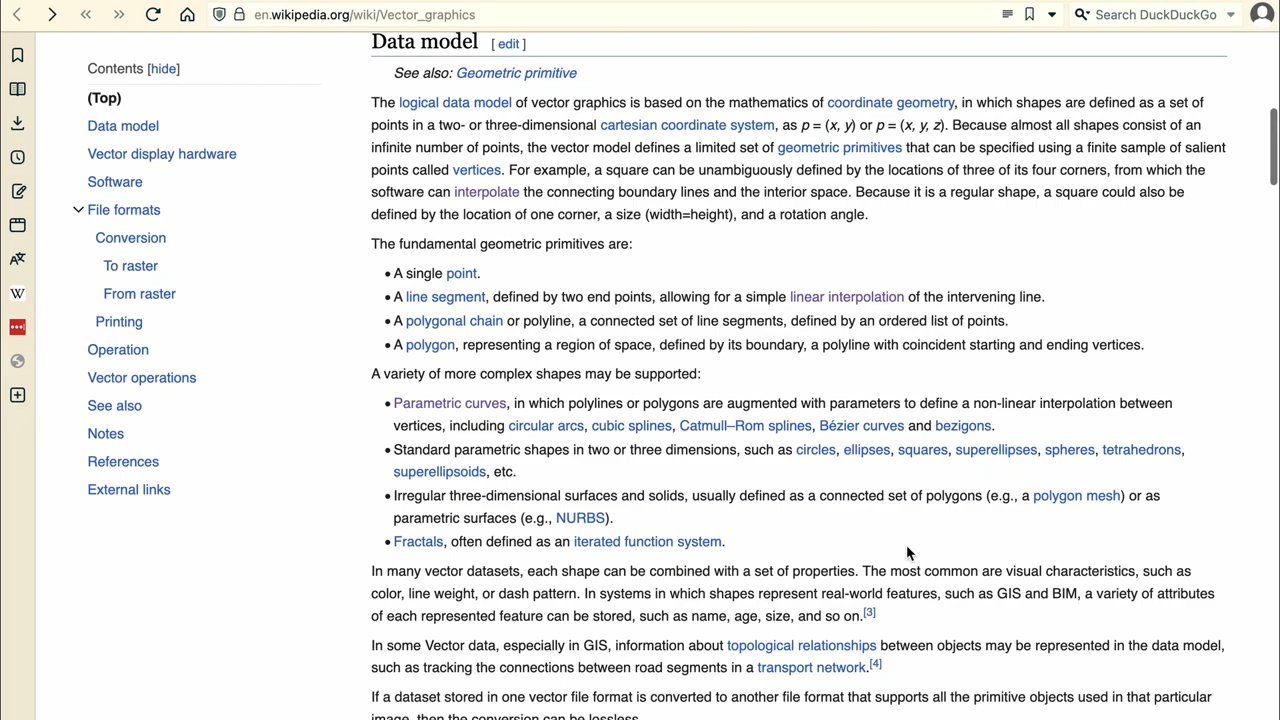 en.wikipedia.org/wiki/Vector_graphics
Search DuckDuckGo
Contents [hide]
(Top)
Data model
Vector display hardware
Software
File formats
Conversion
To raster
From raster
Printing
Operation
Vector operations
See also
Notes
References
External links
Data model [ edit ]
See also: Geometric primitive
The logical data model of vector graphics is based on the mathematics of coordinate geometry, in which shapes are defined as a set of
points in a two- or three-dimensional cartesian coordinate system, as p = (x, y) or p = (x, y, z). Because almost all shapes consist of an
infinite number of points, the vector model defines a limited set of geometric primitives that can be specified using a finite sample of salient
points called vertices. For example, a square can be unambiguously defined by the locations of three of its four corners, from which the
software can interpolate the connecting boundary lines and the interior space. Because it is a regular shape, a square could also be
defined by the location of one corner, a size (width=height), and a rotation angle.
The fundamental geometric primitives are:
• A single point.
• A line segment, defined by two end points, allowing for a simple linear interpolation of the intervening line.
• A polygonal chain or polyline, a connected set of line segments, defined by an ordered list of points.
• A polygon, representing a region of space, defined by its boundary, a polyline with coincident starting and ending vertices.
A variety of more complex shapes may be supported:
• Parametric curves, in which polylines or polygons are augmented with parameters to define a non-linear interpolation between
vertices, including circular arcs, cubic splines, Catmull–Rom splines, Bézier curves and bezigons.
• Standard parametric shapes in two or three dimensions, such as circles, ellipses, squares, superellipses, spheres, tetrahedrons,
superellipsoids, etc.
• Irregular three-dimensional surfaces and solids, usually defined as a connected set of polygons (e.g., a polygon mesh) or as
parametric surfaces (e.g., NURBS).
• Fractals, often defined as an iterated function system.
In many vector datasets, each shape can be combined with a set of properties. The most common are visual characteristics, such as
color, line weight, or dash pattern. In systems in which shapes represent real-world features, such as GIS and BIM, a variety of attributes
of each represented feature can be stored, such as name, age, size, and so on.[3]
In some Vector data, especially in GIS, information about topological relationships between objects may be represented in the data model,
such as tracking the connections between road segments in a transport network.[4]
If a dataset stored in one vector file format is converted to another file format that supports all the primitive objects used in that particular
image, then the conversion can be lossless.